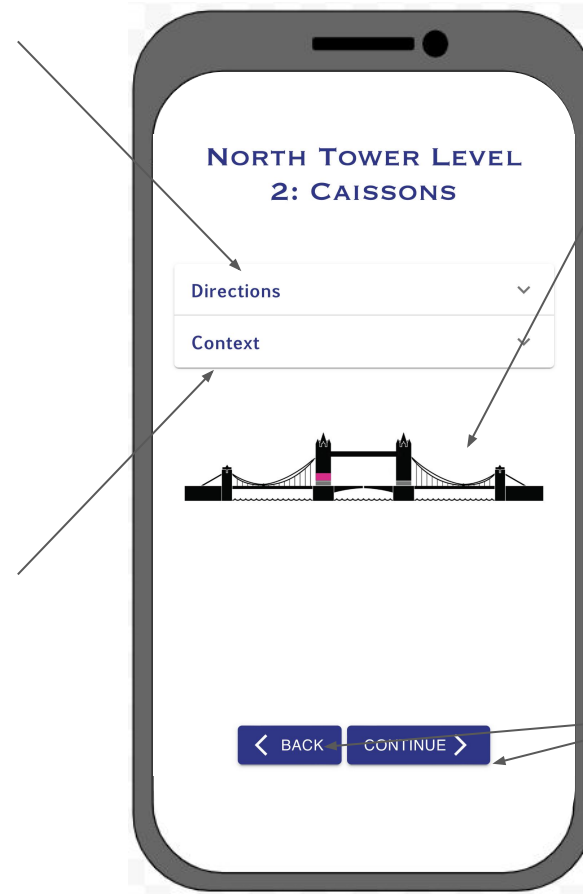 North Tower Level
2: Caissons
Directions
Context
BACK
CONTINUE